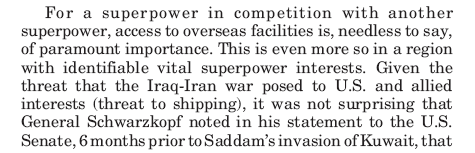 For a superpower in competition with another
superpower, access to overseas facilities is, needless to say,
of paramount importance. This is even more so in a region
with identifiable vital superpower interests. Given the
threat that the Iraq-Iran war posed to U.S. and allied
interests (threat to shipping), it was not surprising that
General Schwarzkopf noted in his statement to the U.S.
Senate, 6 months prior to Saddam's invasion of Kuwait, that